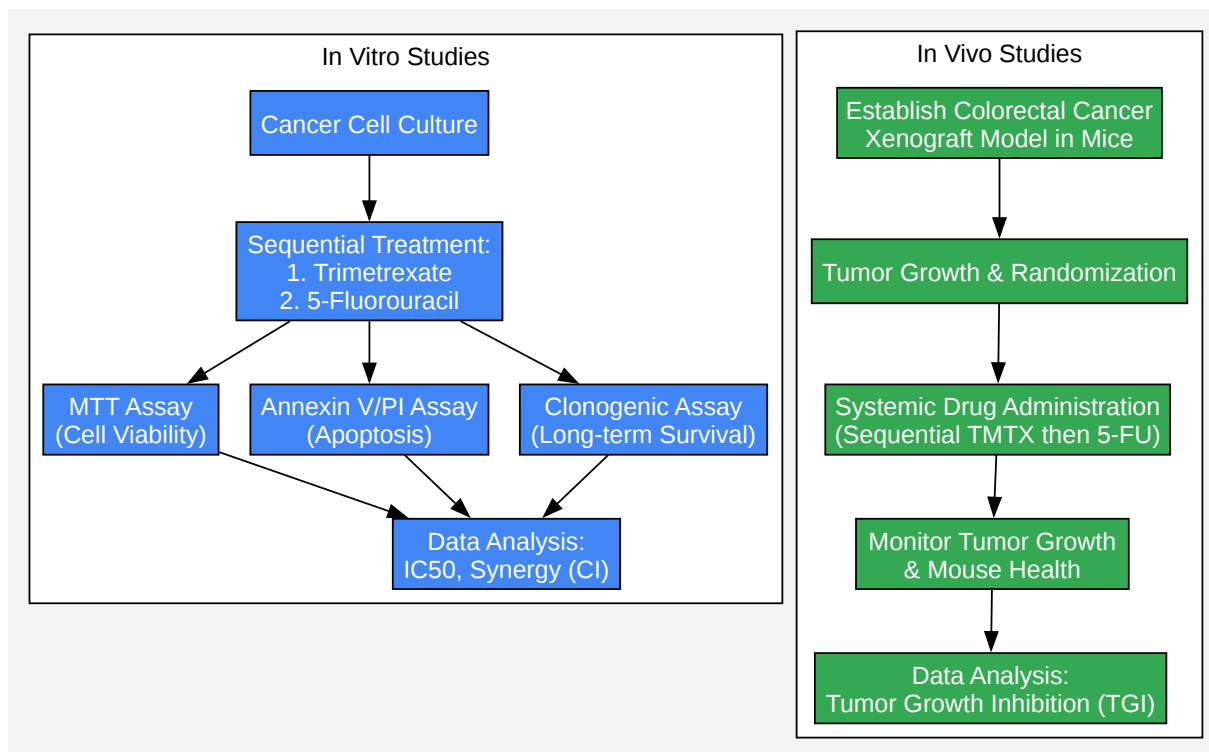 In Vitro Studies
Cancer Cell Culture
Sequential Treatment:
1. Trimetrexate
2. 5-Fluorouracil
MTT Assay
(Cell Viability)
Annexin V/PI Assay
(Apoptosis)
Clonogenic Assay
(Long-term Survival)
Data Analysis:
IC50, Synergy (CI)
In Vivo Studies
Establish Colorectal Cancer
Xenograft Model in Mice
Tumor Growth & Randomization
Systemic Drug Administration
(Sequential TMTX then 5-FU)
Monitor Tumor Growth
& Mouse Health
Data Analysis:
Tumor Growth Inhibition (TGI)